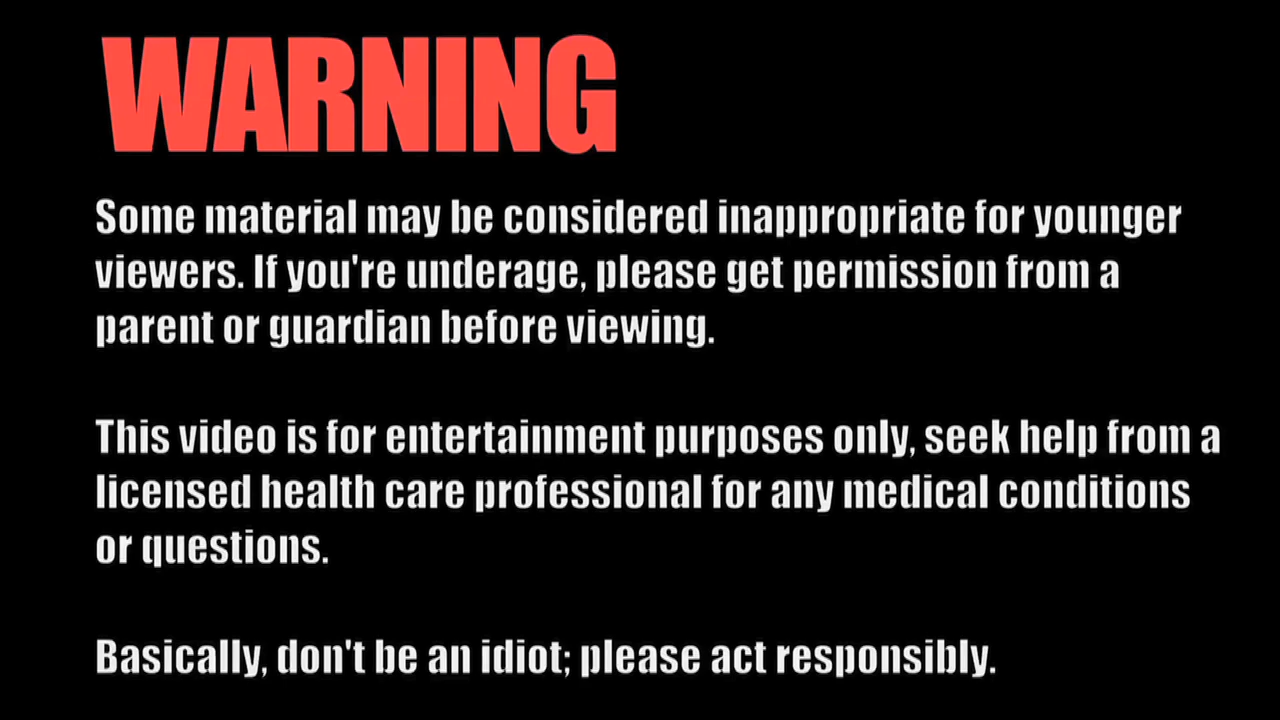 WARNING
Some material may be considered inappropriate for younger
viewers. If you're underage, please get permission from a
parent or guardian before viewing.
This video is for entertainment purposes only, seek help from a
licensed health care professional for any medical conditions
or questions.
Basically, don't be an idiot; please act responsibly.